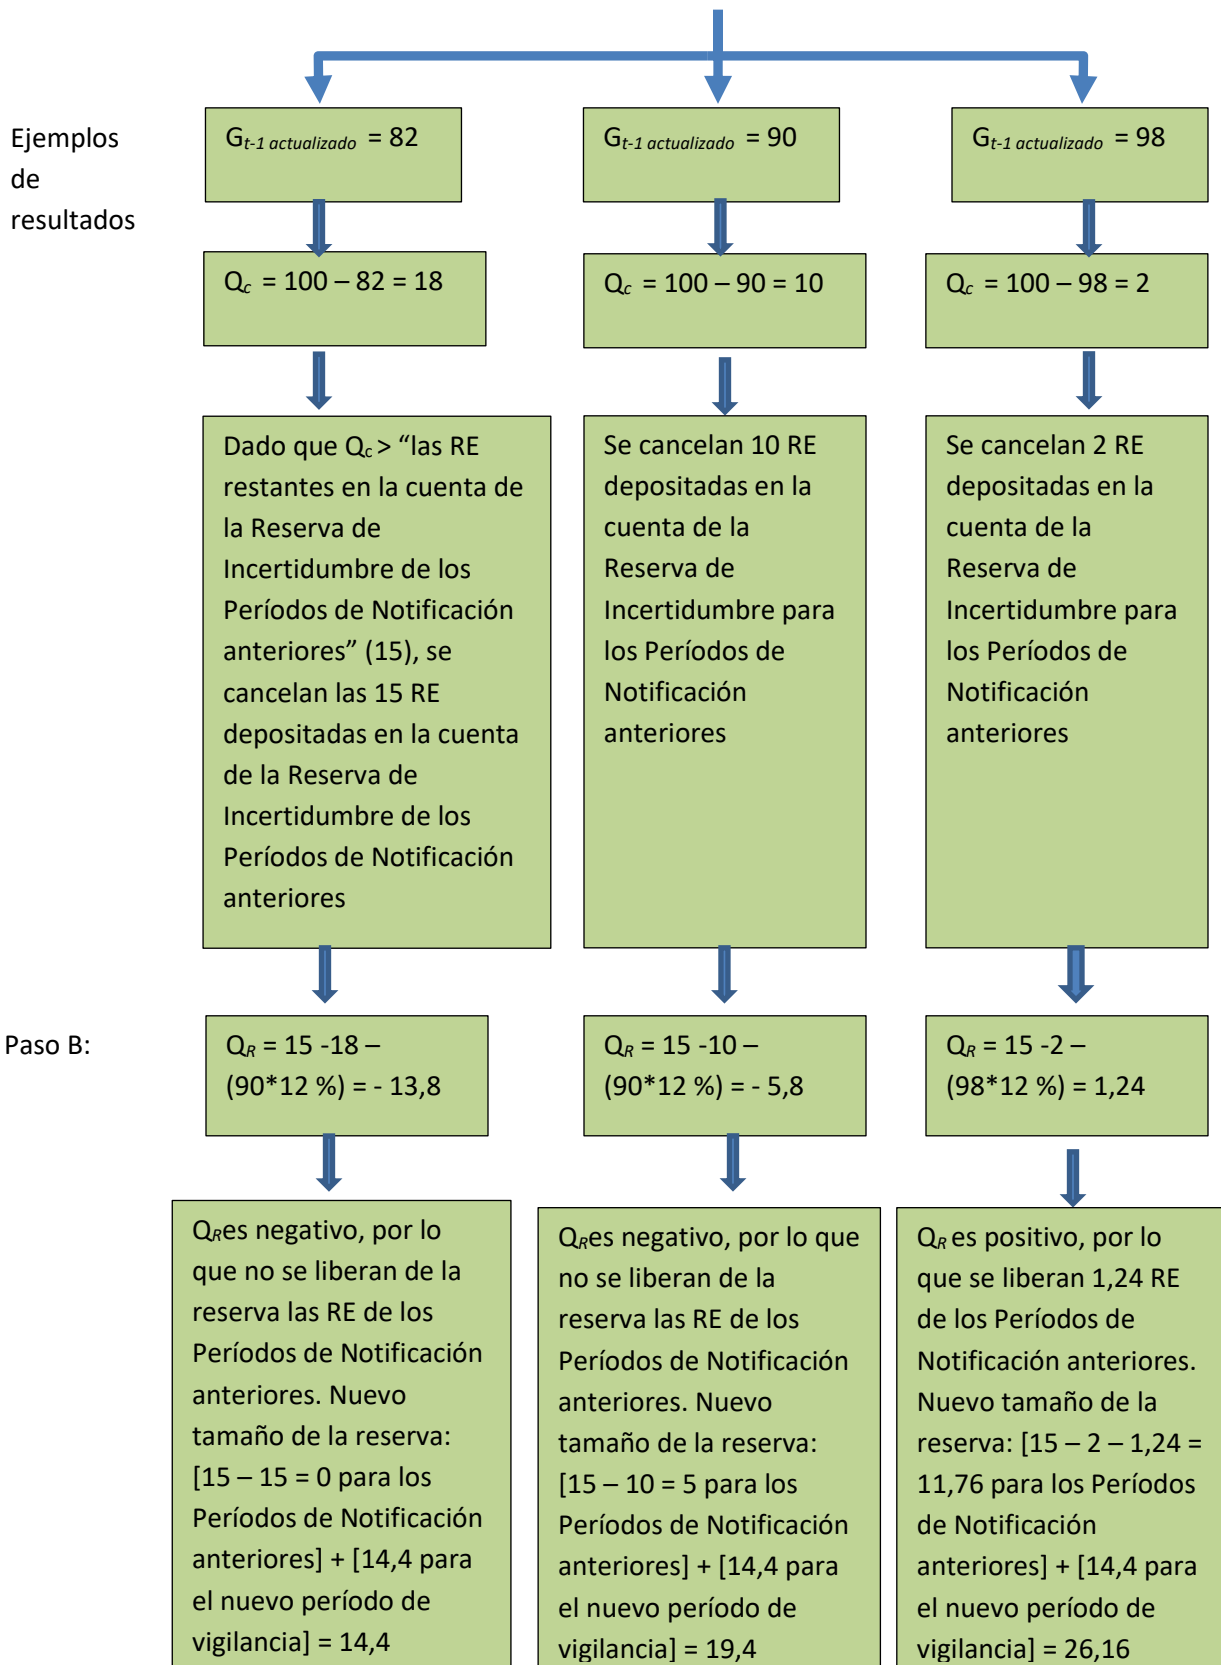 Ejemplos
de
resultados
Gt-1 actualizado = 82
Gt-1 actualizado = 90
Gt-1 actualizado = 98
Qc = 100 – 82 = 18
Qc = 100 – 90 = 10
Qc = 100 – 98 = 2
Dado que Qc > “las RE
restantes en la cuenta de
la Reserva de
Incertidumbre de los
Períodos de Notificación
anteriores” (15), se
cancelan las 15 RE
depositadas en la cuenta
de la Reserva de
Incertidumbre de los
Períodos de Notificación
anteriores
Se cancelan 10 RE
depositadas en la
cuenta de la
Reserva de
Incertidumbre para
los Períodos de
Notificación
anteriores
Se cancelan 2 RE
depositadas en la
cuenta de la
Reserva de
Incertidumbre para
los Períodos de
Notificación
anteriores
Paso B:
QR = 15 -18 –
(90*12 %) = - 13,8
QR = 15 -10 –
(90*12 %) = - 5,8
QR = 15 -2 –
(98*12 %) = 1,24
QRes negativo, por lo
que no se liberan de la
reserva las RE de los
Períodos de Notificación
anteriores. Nuevo
tamaño de la reserva:
[15 – 15 = 0 para los
Períodos de Notificación
anteriores] + [14,4 para
el nuevo período de
vigilancia] = 14,4
QRes negativo, por lo que
no se liberan de la
reserva las RE de los
Períodos de Notificación
anteriores. Nuevo
tamaño de la reserva:
[15 – 10 = 5 para los
Períodos de Notificación
anteriores] + [14,4 para
el nuevo período de
vigilancia] = 19,4
QR es positivo, por lo
que se liberan 1,24 RE
de los Períodos de
Notificación anteriores.
Nuevo tamaño de la
reserva: [15 – 2 – 1,24 =
11,76 para los Períodos
de Notificación
anteriores] + [14,4 para
el nuevo período de
vigilancia] = 26,16